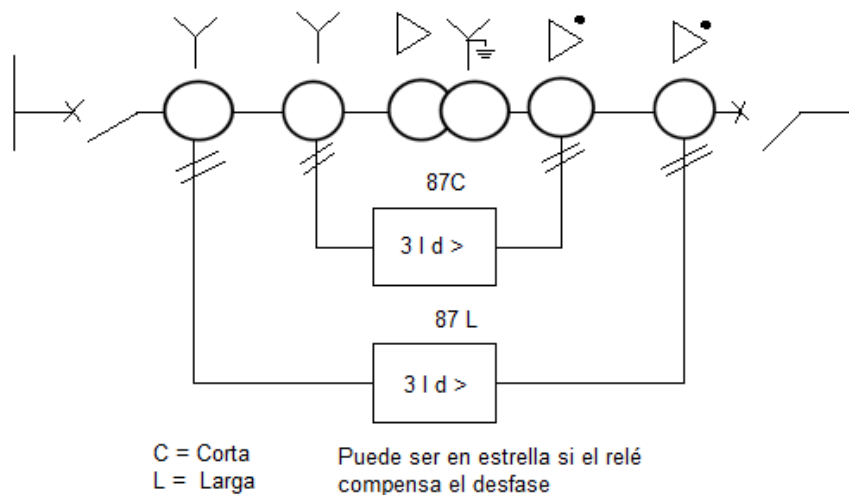 87C
3 I d >
87 L
3 I d >
C = Corta
L = Larga
Puede ser en estrella si el relé
compensa el desfase